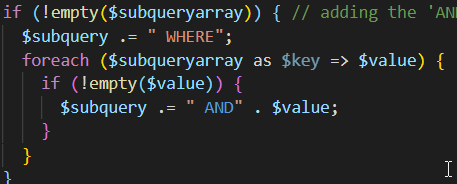 if (!empty($subqueryarray)) { // adding the 'AN
$subquery .= " WHERE";
foreach ($subqueryarray as $key => $value) {
if (!empty($value)) {
$subquery .= " AND" . $value;
}
}
}